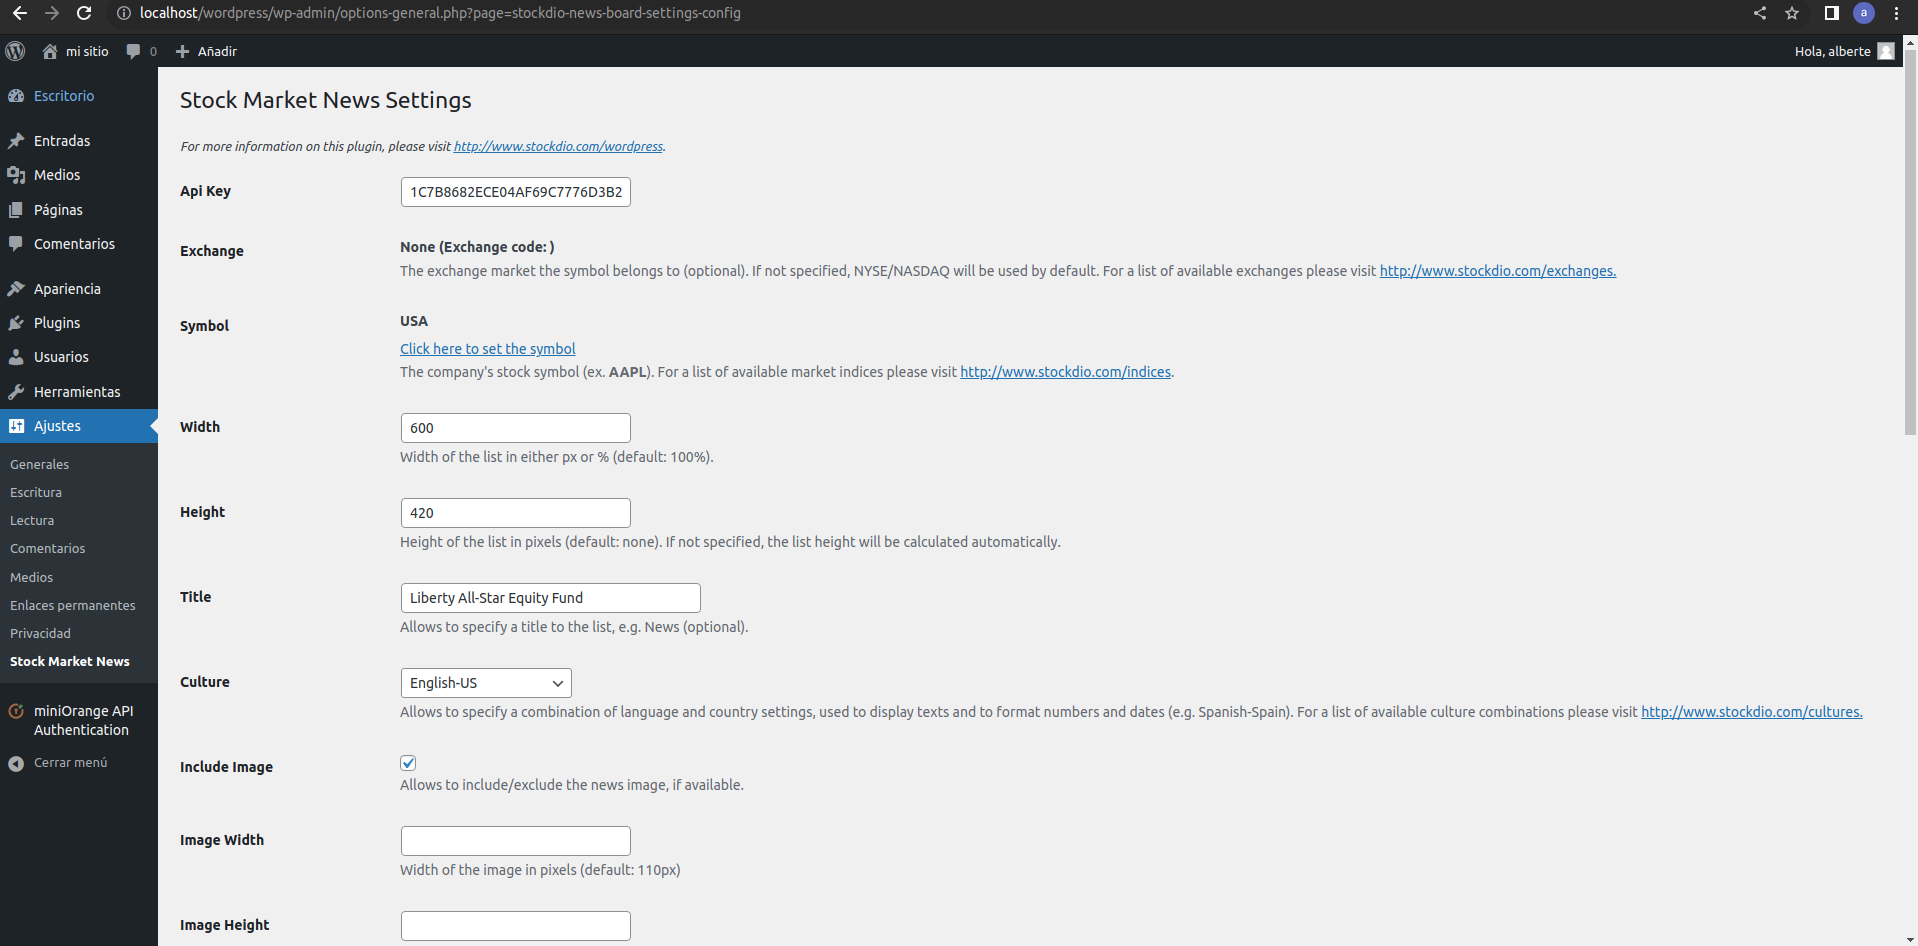 localhost/wordpress/wp-admin/options-general.php?page=stockdio-news-board-settings-config
a
mi sitio
0
Añadir
Hola, alberte
Escritorio
Entradas
Medios
Páginas
Comentarios
Apariencia
Plugins
Usuarios
Herramientas
Ajustes
Generales
Escritura
Lectura
Comentarios
Medios
Enlaces permanentes
Privacidad
Stock Market News
miniOrange API
Authentication
Cerrar menú
Stock Market News Settings
For more information on this plugin, please visit http://www.stockdio.com/wordpress.
Api Key
1C7B8682ECE04AF69C7776D3B2
Exchange
None (Exchange code: )
The exchange market the symbol belongs to (optional). If not specified, NYSE/NASDAQ will be used by default. For a list of available exchanges please visit http://www.stockdio.com/exchanges.
Symbol
USA
Click here to set the symbol
The company's stock symbol (ex. AAPL). For a list of available market indices please visit http://www.stockdio.com/indices.
Width
600
Width of the list in either px or % (default: 100%).
Height
420
Height of the list in pixels (default: none). If not specified, the list height will be calculated automatically.
Title
Liberty All-Star Equity Fund
Allows to specify a title to the list, e.g. News (optional).
Culture
English-US
Allows to specify a combination of language and country settings, used to display texts and to format numbers and dates (e.g. Spanish-Spain). For a list of available culture combinations please visit http://www.stockdio.com/cultures.
Include Image
Allows to include/exclude the news image, if available.
Image Width
Width of the image in pixels (default: 110px)
Image Height